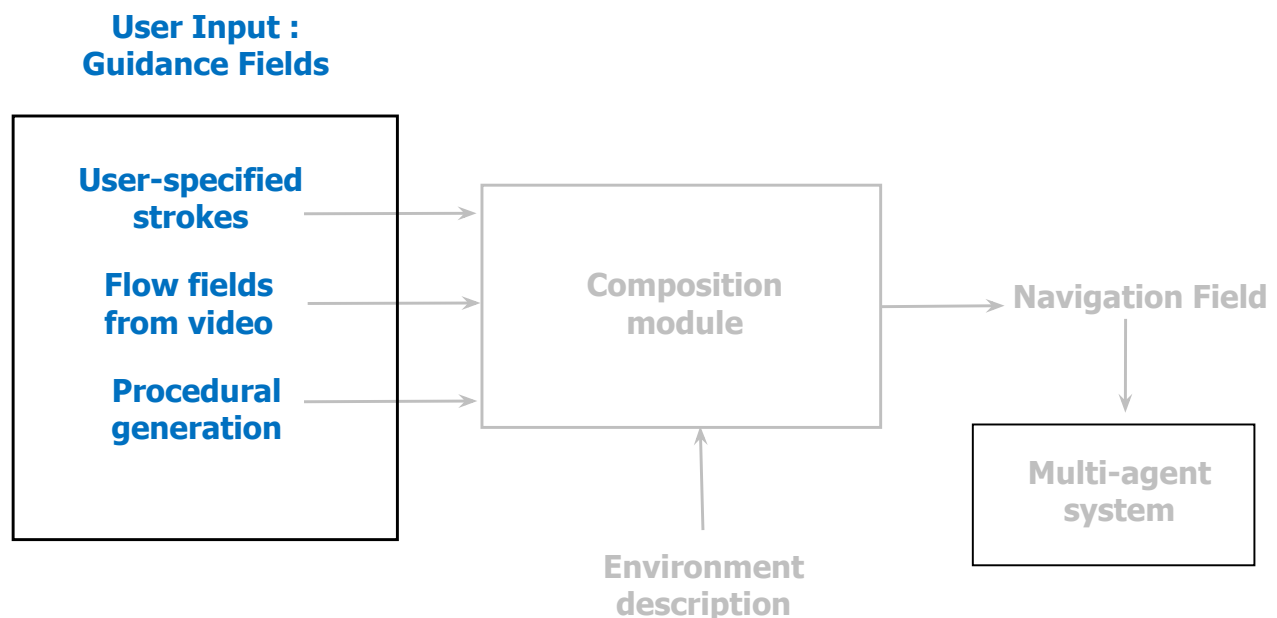 User Input :
Guidance Fields
User-specified
strokes
Flow fields
from video
Procedural
generation
Composition
module
Navigation Field
Multi-agent
system
Environment
description